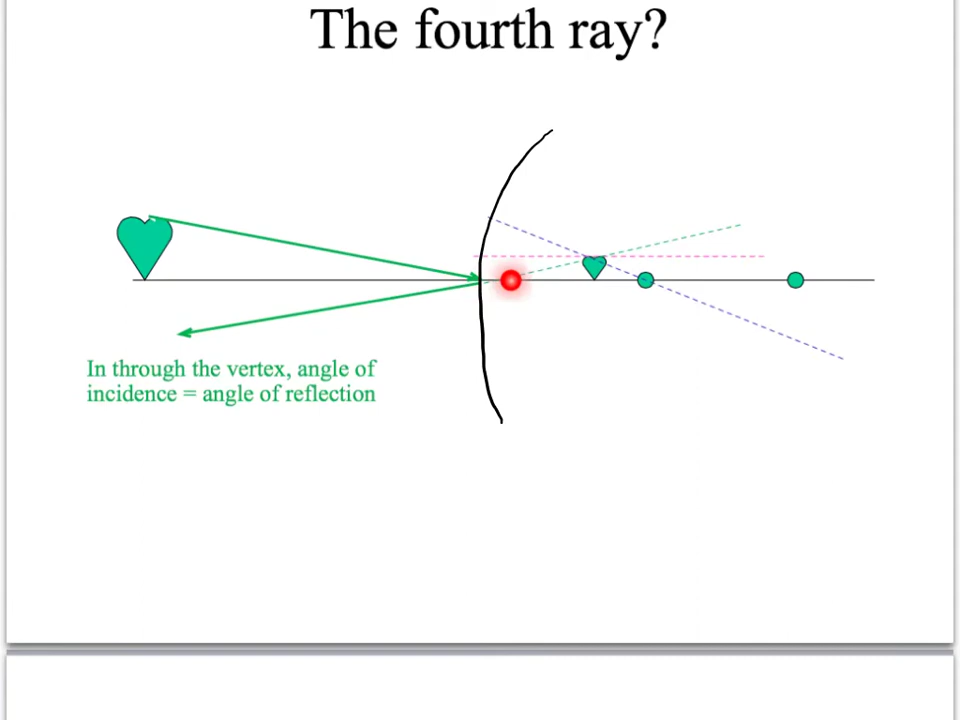 The fourth ray?
In through the vertex, angle of
incidence = angle of reflection